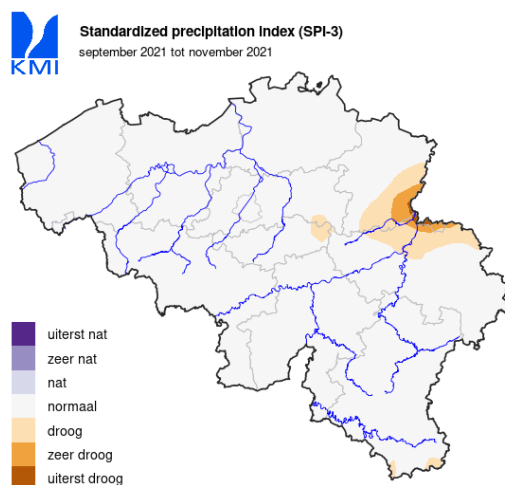 Standardized precipitation index (SPI-3)
september 2021 tot november 2021
KMI
uiterst nat
zeer nat
nat
normaal
droog
zeer droog
uiterst droog